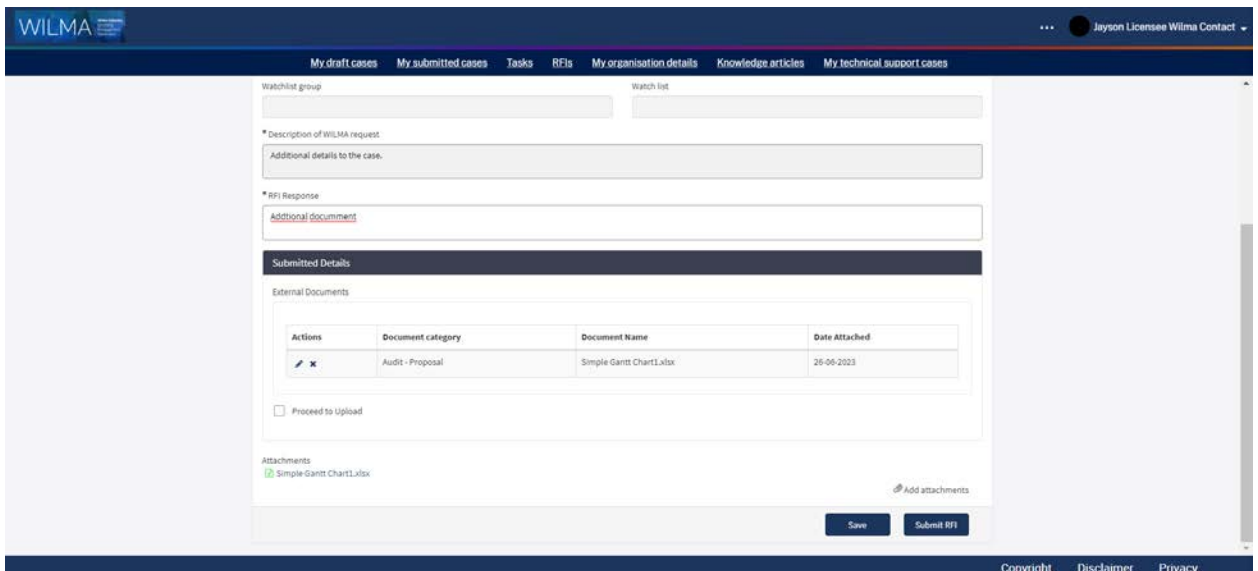 WILMA
... Jayson Licensee Wilma Contact
My draft cases My submitted cases Tasks RFIs My organisation details Knowledge articles My technical support cases
Watchlist group Watch list
* Description of WILMA request
Additional details to the case.
* RFI Response
Addtional documment
Submitted Details
External Documents
Actions Document category Document Name Date Attached
Audit - Proposal Simple Gantt Chart1.xlsx 26-06-2023
Proceed to Upload
Attachments
Simple Gantt Chart1.xlsx
Add attachments
Save Submit RFI
Copyright Disclaimer Privacy